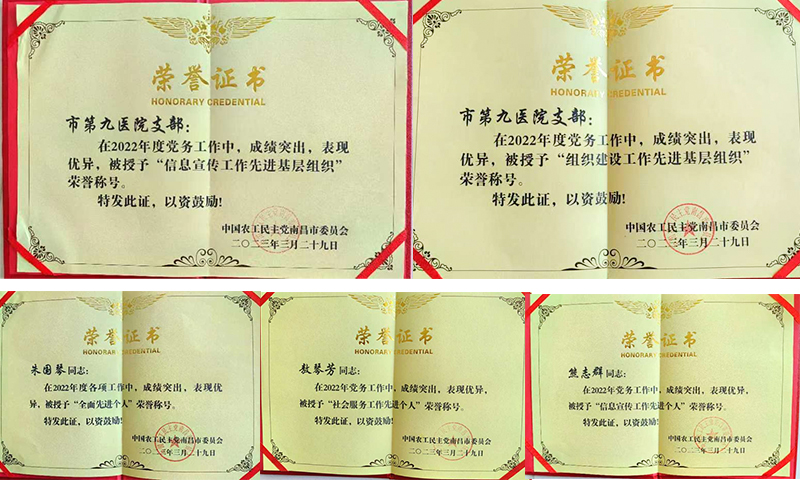 荣誉证书
HONORARY CREDENTIAL
市第九医院支部：
在2022年度党务工作中，成绩突出，表现
优异，被授予“信息宣传工作先进基层组织”
荣誉称号。
特发此证，以资鼓励！
中国农工民主党南昌市委员会
二〇二三年三月二十九日
荣誉证书
HONORARY CREDENTIAL
市第九医院支部：
在2022年度党务工作中，成绩突出，表现
优异，被授予“组织建设工作先进基层组织”
荣誉称号。
特发此证，以资鼓励！
中国农工民主党南昌市委员会
二〇二三年三月二十九日
荣誉证书
HONORARY CREDENTIAL
朱国琴同志：
在2022年度各项工作中，成绩突出，表现优
异，被授予“全面先进个人”荣誉称号。
特发此证，以资鼓励！
中国农工民主党南昌市委员会
二〇二三年三月二十九日
荣誉证书
HONORARY CREDENTIAL
敖琴芳同志：
在2022年党务工作中，成绩突出，表现优异，
被授予“社会服务工作先进个人”荣誉称号。
特发此证，以资鼓励！
中国农工民主党南昌市委员会
二〇二三年三月二十九日
荣誉证书
HONORARY CREDENTIAL
熊志群同志：
在2022年党务工作中，成绩突出，表现优异，
被授予“信息宣传工作先进个人”荣誉称号。
特发此证，以资鼓励！
中国农工民主党南昌市委员会
二〇二三年三月二十九日